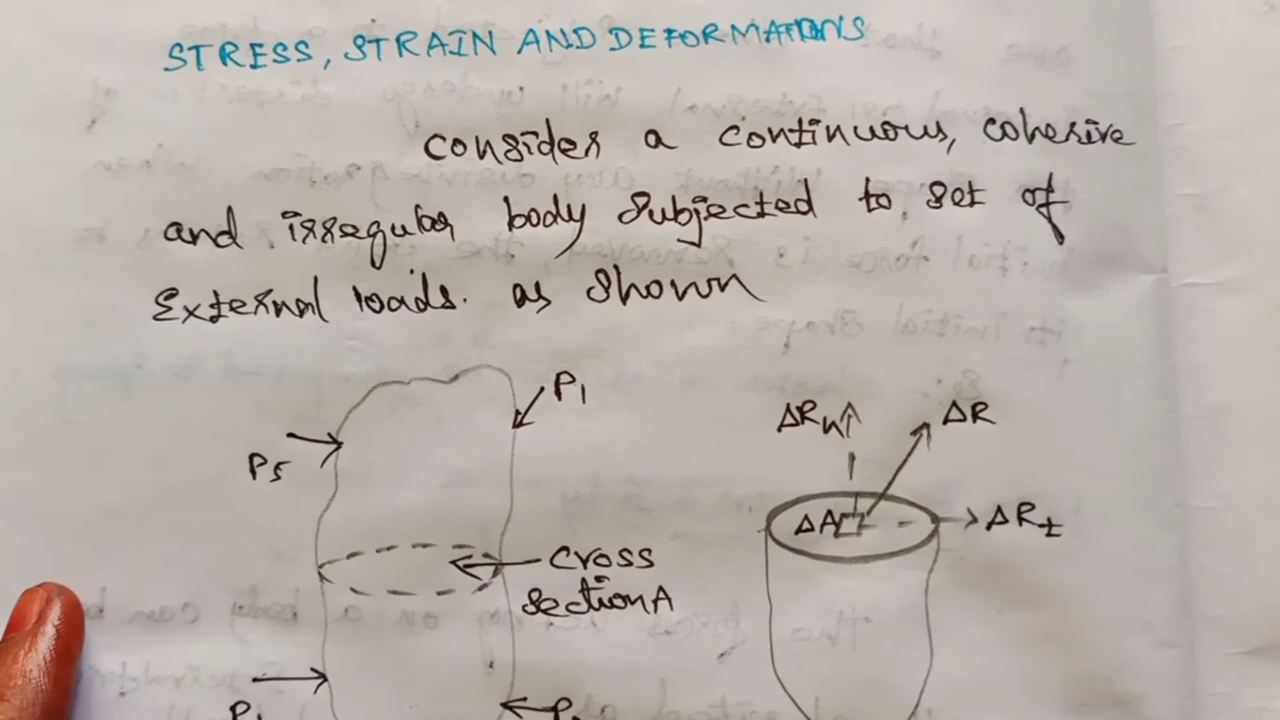 STRESS, STRAIN AND DEFORMATIONS
consider a continuous, cohesive
and irregular body subjected to set of
External loads. as shown
P1
P5
ΔRn
ΔR
ΔA
ΔRt
Cross
section A